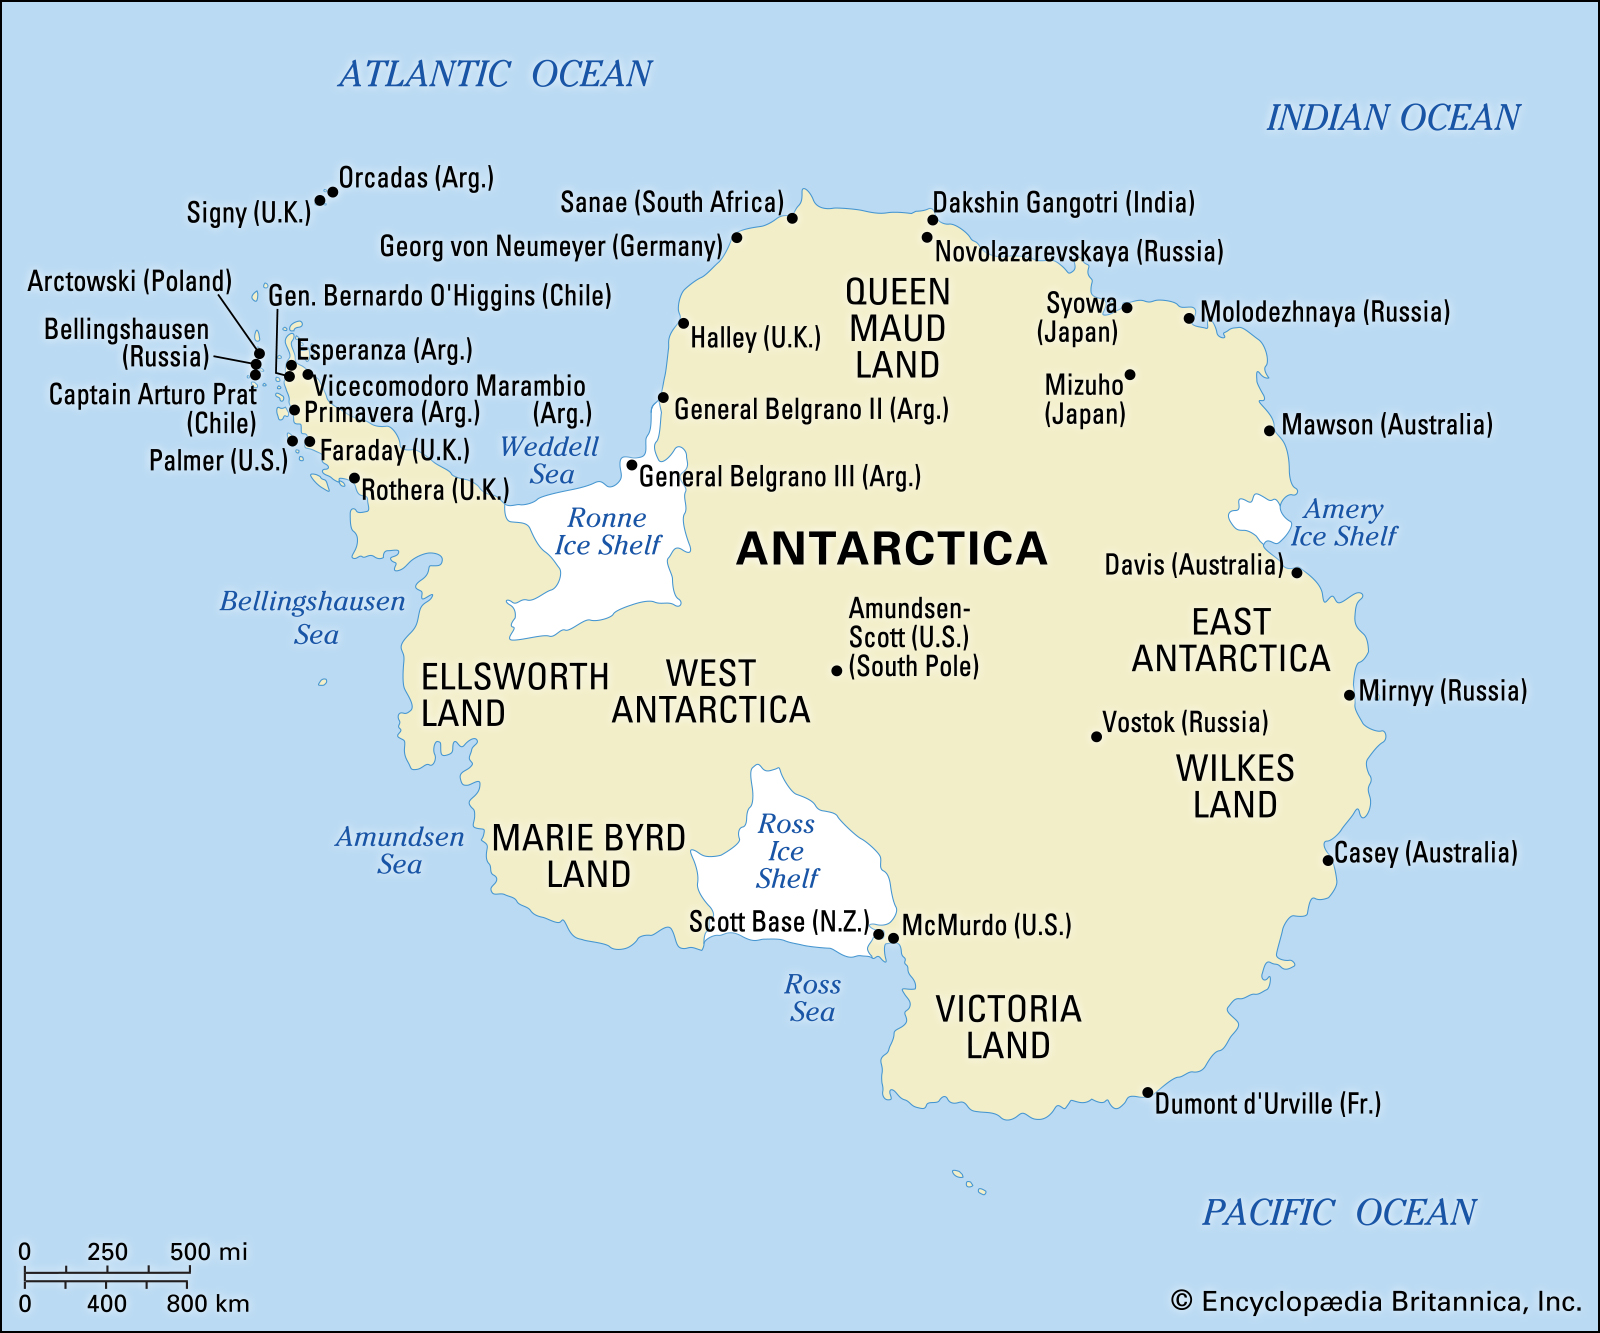 ATLANTIC OCEAN
INDIAN OCEAN
Orcadas (Arg.)
Signy (U.K.)
Sanae (South Africa)
Dakshin Gangotri (India)
Georg von Neumeyer (Germany)
Novolazarevskaya (Russia)
Arctowski (Poland)
Gen. Bernardo O'Higgins (Chile)
QUEEN
MAUD
LAND
Syowa
(Japan)
Molodezhnaya (Russia)
Bellingshausen
(Russia)
Halley (U.K.)
Esperanza (Arg.)
Vicecomodoro Marambio
(Arg.)
Mizuho
(Japan)
Captain Arturo Prat
(Chile)
Primavera (Arg.)
General Belgrano II (Arg.)
Mawson (Australia)
Palmer (U.S.)
Faraday (U.K.)
Weddell
Sea
General Belgrano III (Arg.)
Rothera (U.K.)
Ronne
Ice Shelf
Amery
Ice Shelf
ANTARCTICA
Davis (Australia)
Bellingshausen
Sea
Amundsen-
Scott (U.S.)
(South Pole)
EAST
ANTARCTICA
ELLSWORTH
LAND
WEST
ANTARCTICA
Mirnyy (Russia)
Vostok (Russia)
WILKES
LAND
Amundsen
Sea
MARIE BYRD
LAND
Ross
Ice
Shelf
Casey (Australia)
Scott Base (N.Z.)
McMurdo (U.S.)
Ross
Sea
VICTORIA
LAND
Dumont d'Urville (Fr.)
PACIFIC OCEAN
0 250 500 mi
0 400 800 km
© Encyclopædia Britannica, Inc.